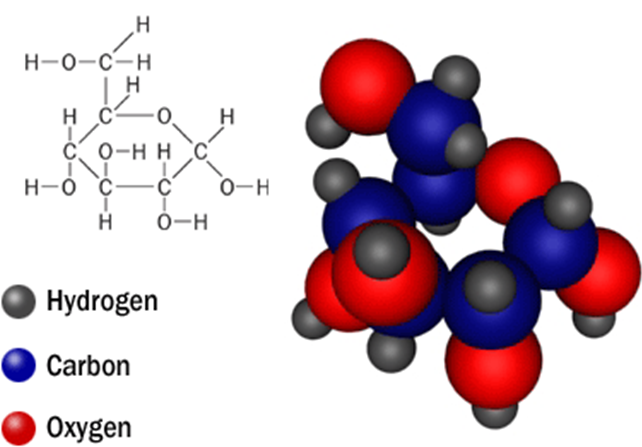 H
H–O–C–H
H
H C O H
C O–H H C
H–O C C O–H
H O–H
Hydrogen
Carbon
Oxygen